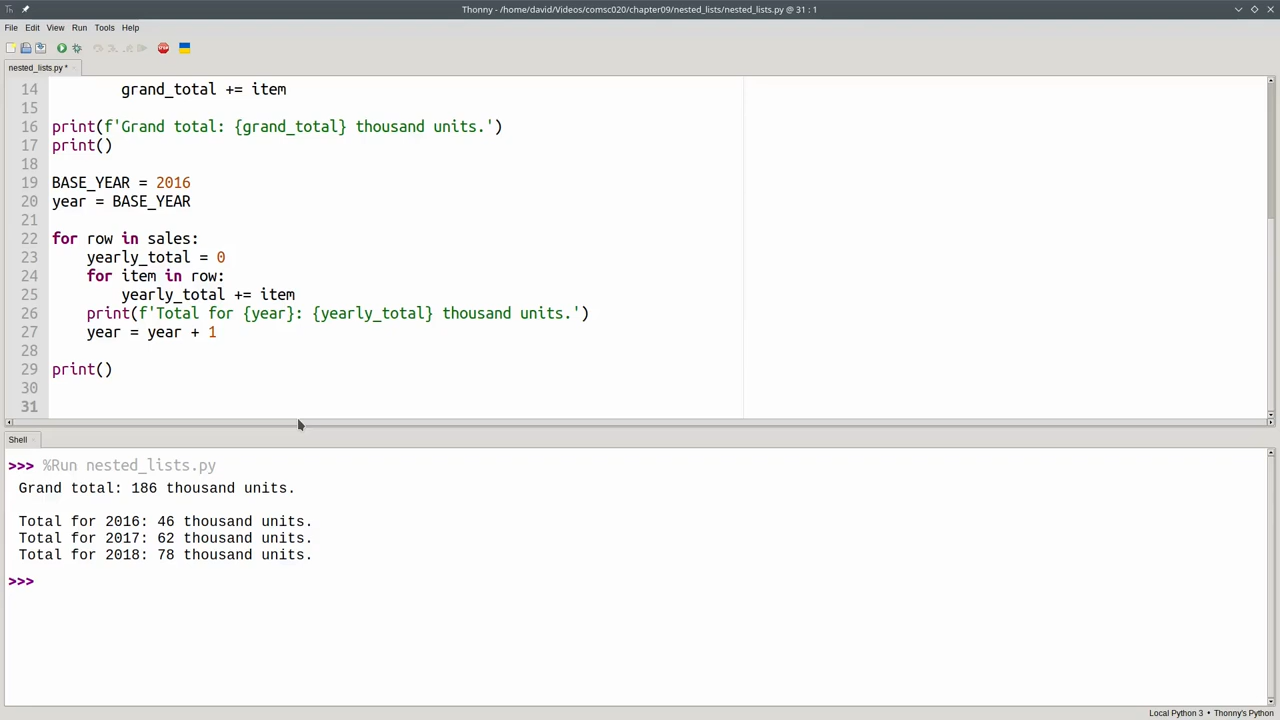 Thonny - /home/david/Videos/comsc020/chapter09/nested_lists/nested_lists.py @ 31 : 1
File Edit View Run Tools Help
nested_lists.py *
14         grand_total += item
15
16 print(f'Grand total: {grand_total} thousand units.')
17 print()
18
19 BASE_YEAR = 2016
20 year = BASE_YEAR
21
22 for row in sales:
23     yearly_total = 0
24     for item in row:
25         yearly_total += item
26     print(f'Total for {year}: {yearly_total} thousand units.')
27     year = year + 1
28
29 print()
30
31
Shell
>>> %Run nested_lists.py
Grand total: 186 thousand units.
Total for 2016: 46 thousand units.
Total for 2017: 62 thousand units.
Total for 2018: 78 thousand units.
>>>
Local Python 3 • Thonny's Python